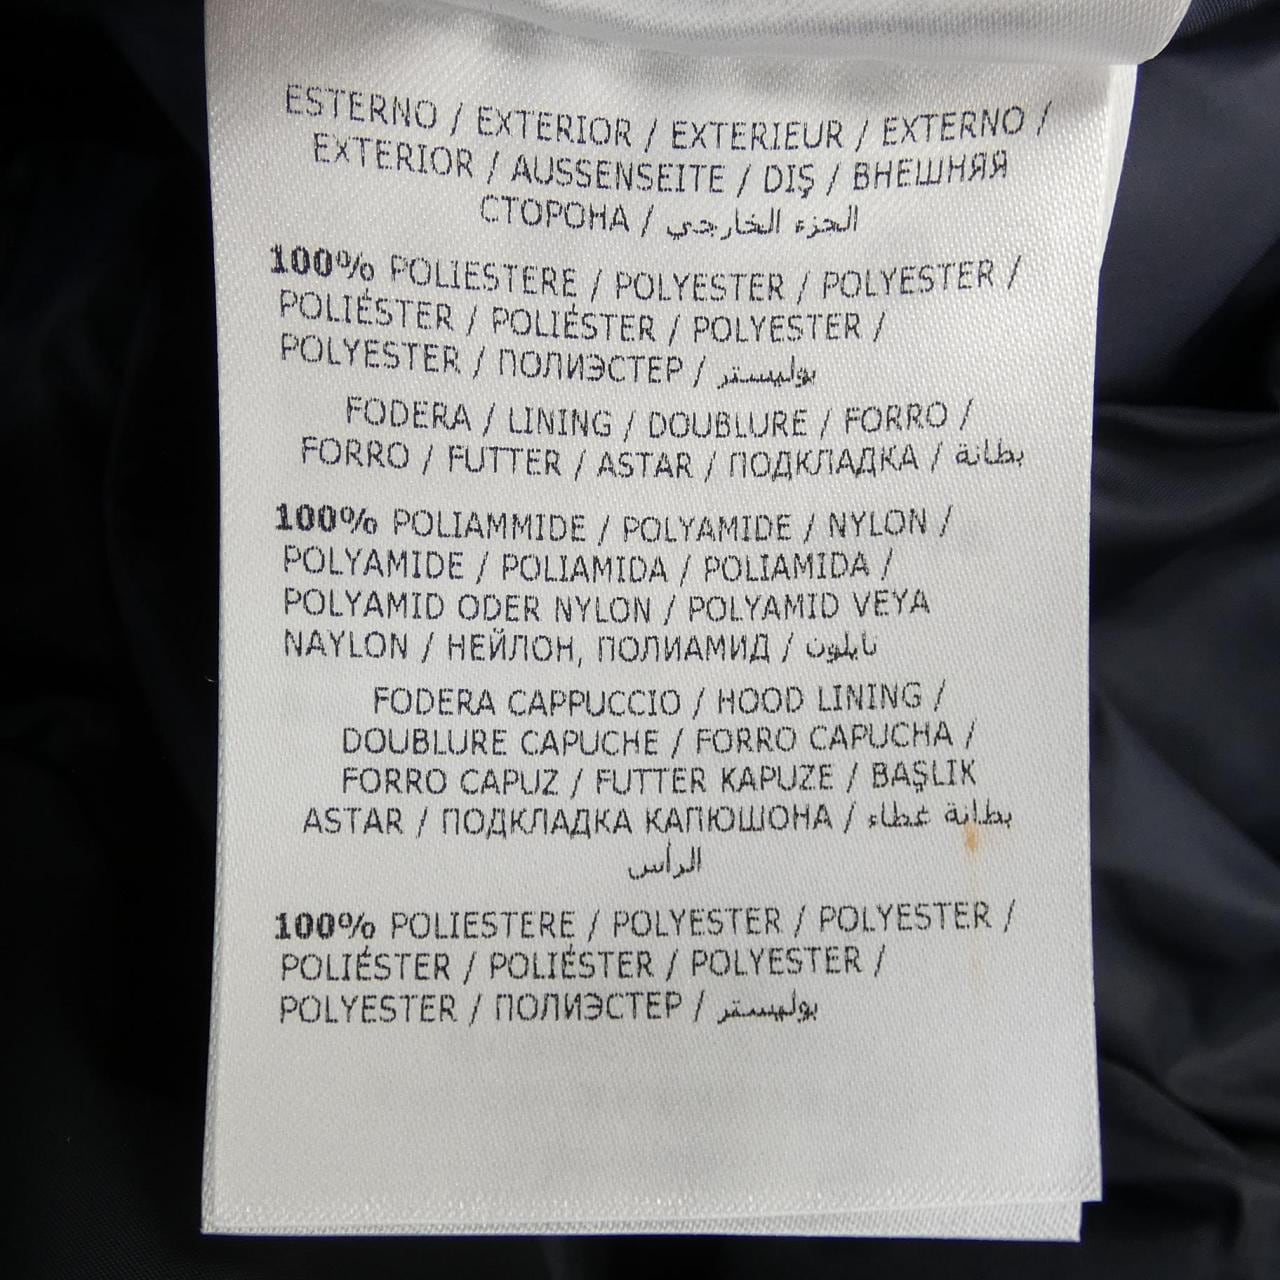 ESTERNO / EXTERIOR / EXTERIEUR / EXTERNO /
EXTERIOR / AUSSENSEITE / DIŞ / ВНЕШНЯЯ
СТОРОНА / الجزء الخارجي
100% POLIESTERE / POLYESTER / POLYESTER /
POLIÉSTER / POLIÉSTER / POLYESTER /
POLYESTER / ПОЛИЭСТЕР / بوليستر
FODERA / LINING / DOUBLURE / FORRO /
FORRO / FUTTER / ASTAR / ПОДКЛАДКА / بطانة
100% POLIAMMIDE / POLYAMIDE / NYLON /
POLYAMIDE / POLIAMIDA / POLIAMIDA /
POLYAMID ODER NYLON / POLYAMID VEYA
NAYLON / НЕЙЛОН, ПОЛИАМИД / نايلون
FODERA CAPPUCCIO / HOOD LINING /
DOUBLURE CAPUCHE / FORRO CAPUCHA /
FORRO CAPUZ / FUTTER KAPUZE / BAŞLIK
ASTAR / ПОДКЛАДКА КАПЮШОНА / بطانة غطاء
الرأس
100% POLIESTERE / POLYESTER / POLYESTER /
POLIÉSTER / POLIÉSTER / POLYESTER /
POLYESTER / ПОЛИЭСТЕР / بوليستر